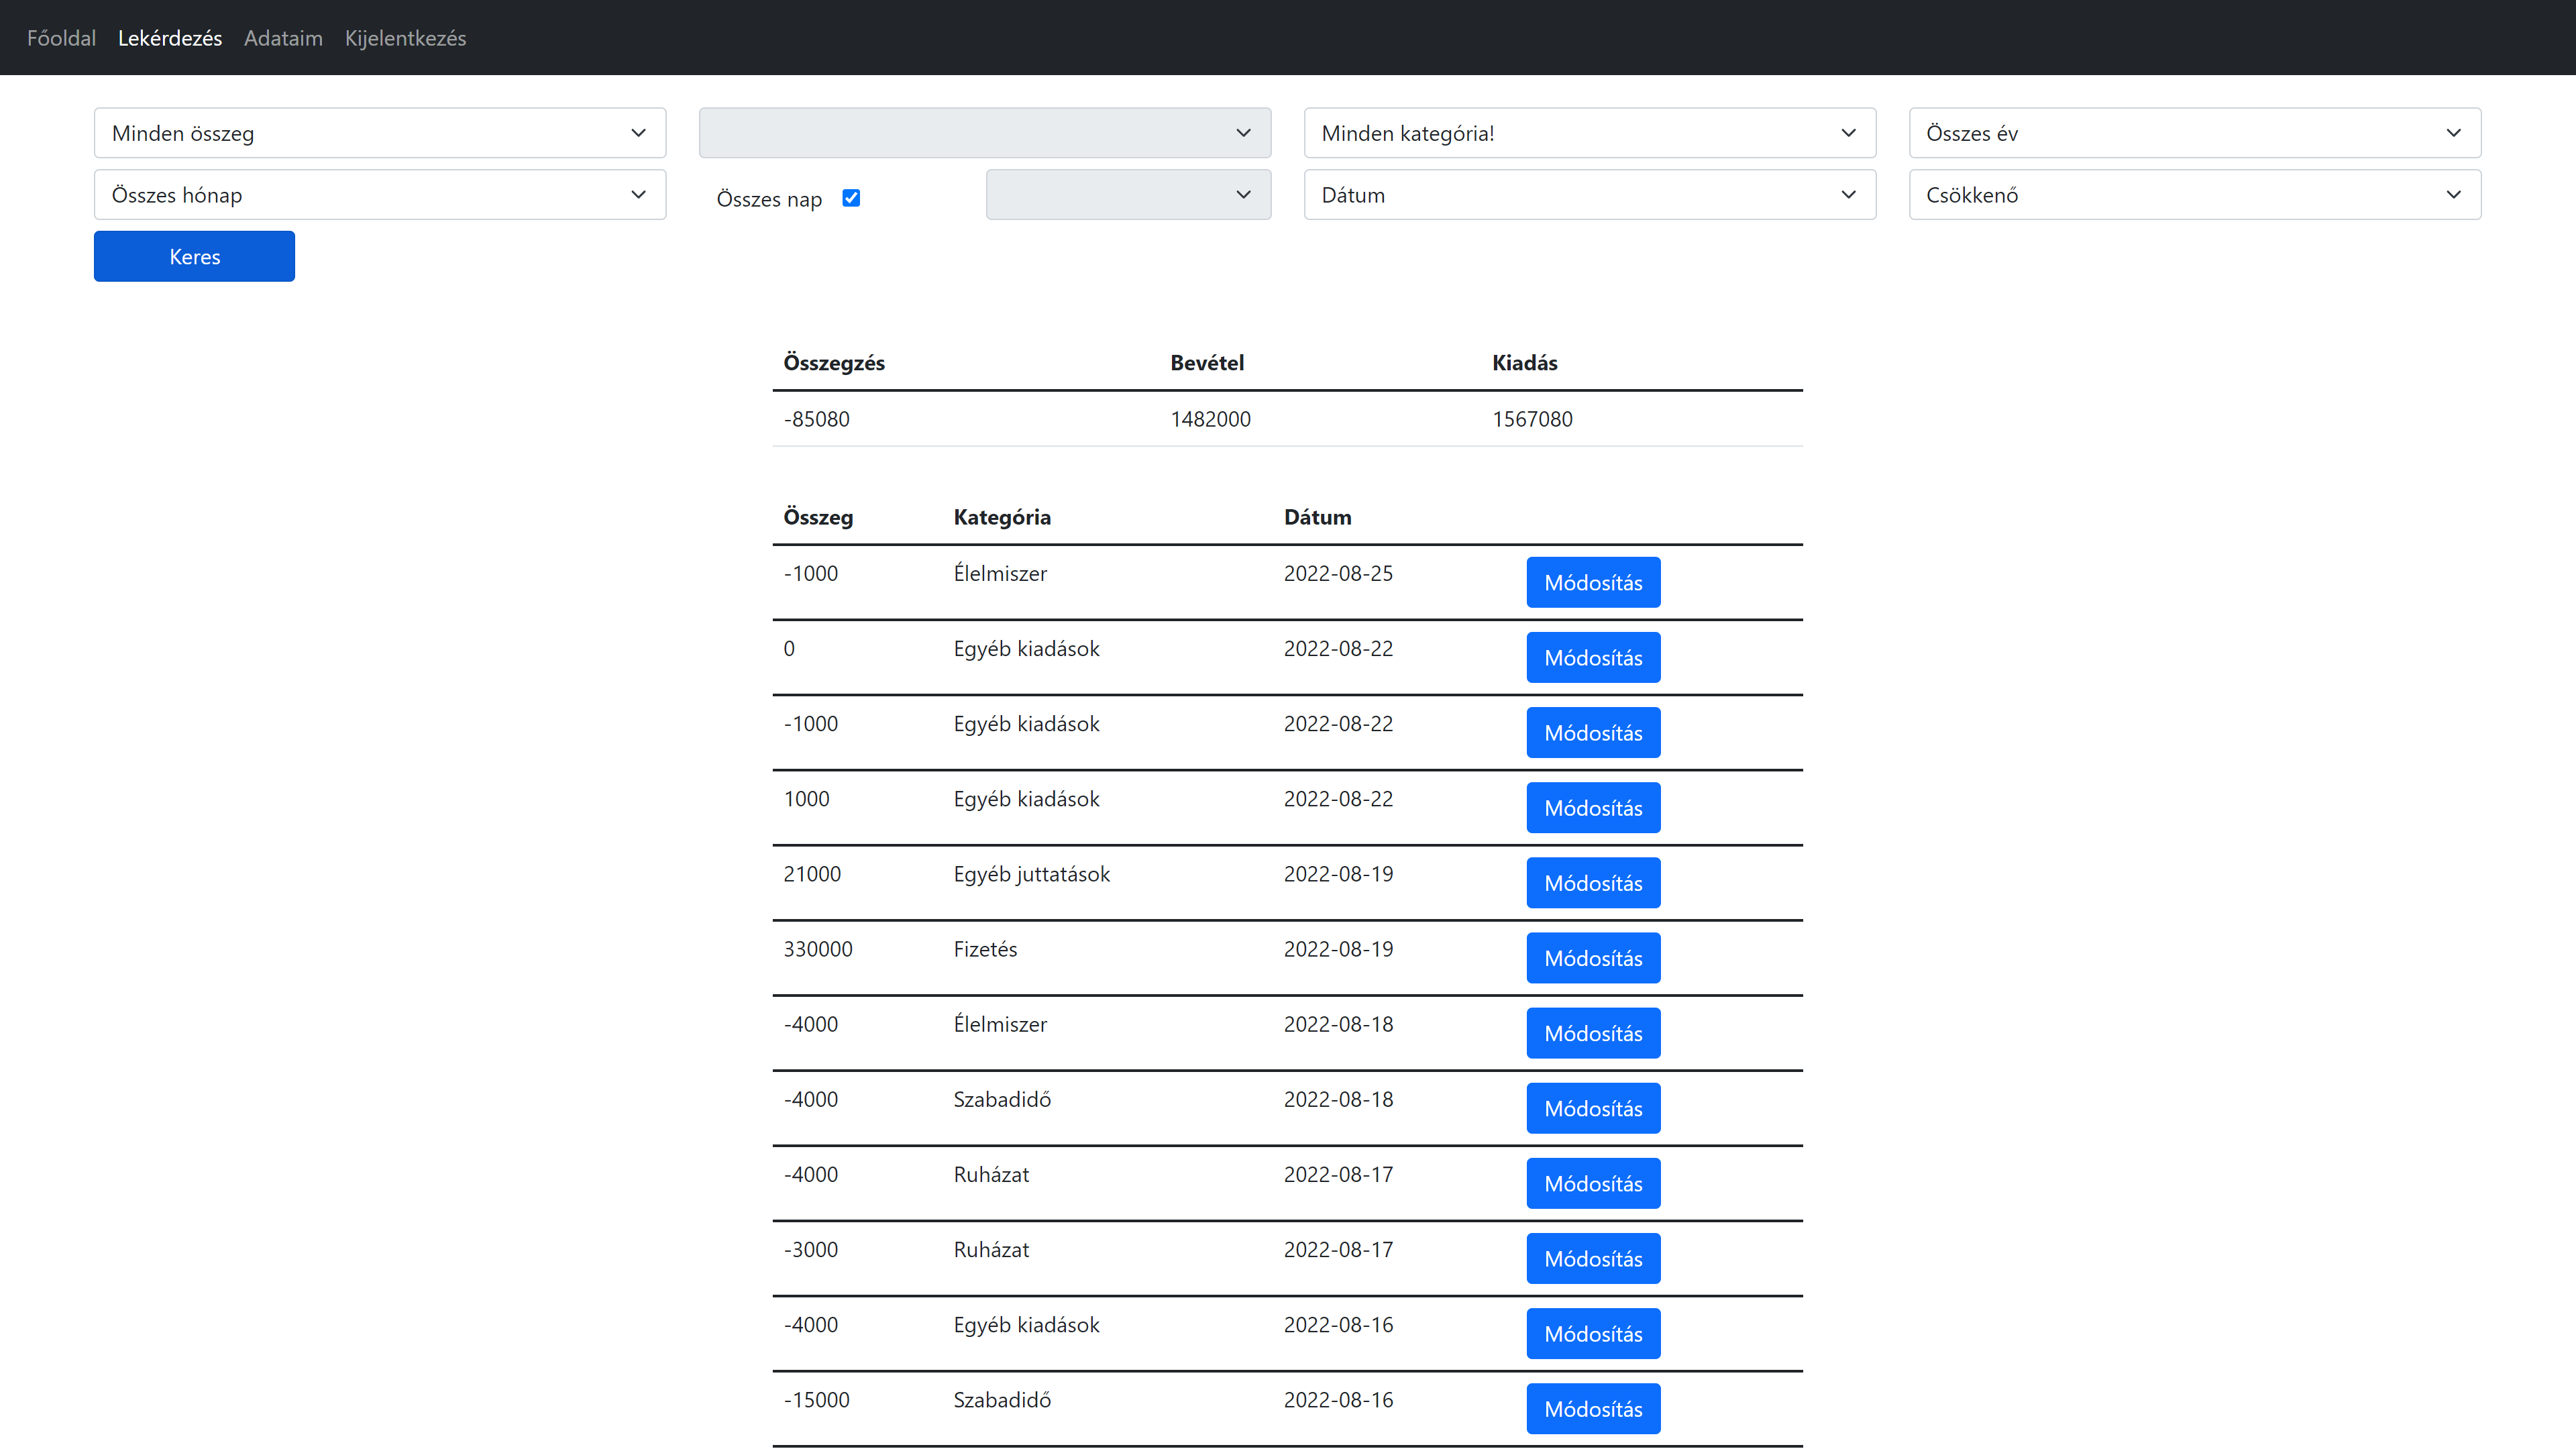 Főoldal Lekérdezés Adataim Kijelentkezés
Minden összeg Minden kategória! Összes év
Összes hónap Összes nap Dátum Csökkenő
Keres
Összegzés Bevétel Kiadás
-85080 1482000 1567080
Összeg Kategória Dátum
-1000 Élelmiszer 2022-08-25 Módosítás
0 Egyéb kiadások 2022-08-22 Módosítás
-1000 Egyéb kiadások 2022-08-22 Módosítás
1000 Egyéb kiadások 2022-08-22 Módosítás
21000 Egyéb juttatások 2022-08-19 Módosítás
330000 Fizetés 2022-08-19 Módosítás
-4000 Élelmiszer 2022-08-18 Módosítás
-4000 Szabadidő 2022-08-18 Módosítás
-4000 Ruházat 2022-08-17 Módosítás
-3000 Ruházat 2022-08-17 Módosítás
-4000 Egyéb kiadások 2022-08-16 Módosítás
-15000 Szabadidő 2022-08-16 Módosítás